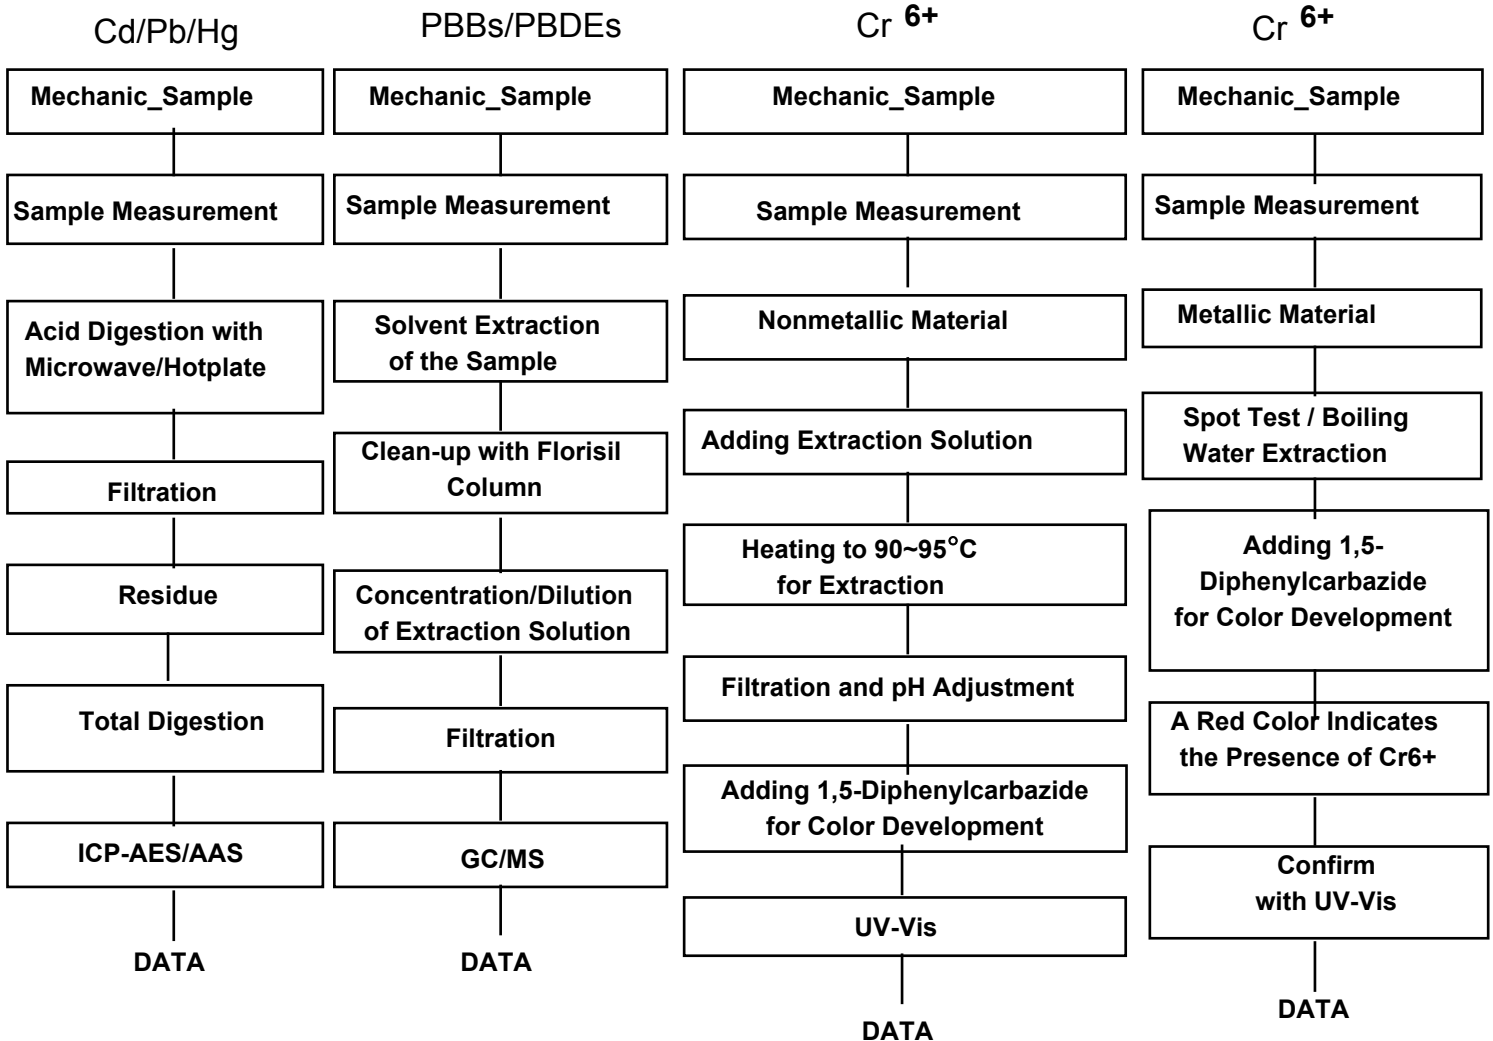 Cd/Pb/Hg
Mechanic_Sample
Sample Measurement
Acid Digestion with
Microwave/Hotplate
Filtration
Residue
Total Digestion
ICP-AES/AAS
DATA
PBBs/PBDEs
Mechanic_Sample
Sample Measurement
Solvent Extraction
of the Sample
Clean-up with Florisil
Column
Concentration/Dilution
of Extraction Solution
Filtration
GC/MS
DATA
Cr 6+
Mechanic_Sample
Sample Measurement
Nonmetallic Material
Adding Extraction Solution
Heating to 90~95°C
for Extraction
Filtration and pH Adjustment
Adding 1,5-Diphenylcarbazide
for Color Development
UV-Vis
DATA
Cr 6+
Mechanic_Sample
Sample Measurement
Metallic Material
Spot Test / Boiling
Water Extraction
Adding 1,5-
Diphenylcarbazide
for Color Development
A Red Color Indicates
the Presence of Cr6+
Confirm
with UV-Vis
DATA